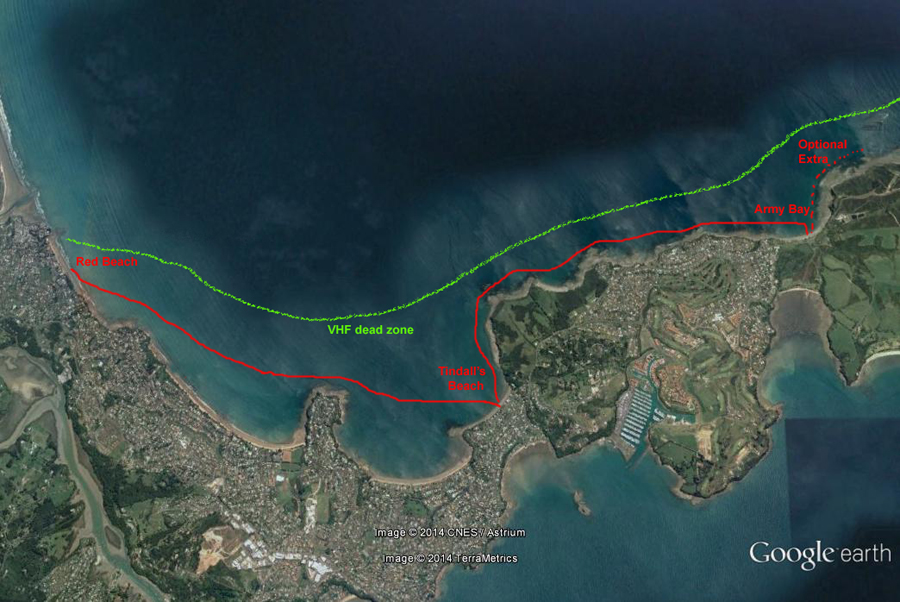 Optional
Extra
Army Bay
Red Beach
VHF dead zone
Tindall's
Beach
Image © 2014 CNES / Astrium
Image © 2014 TerraMetrics
Google earth